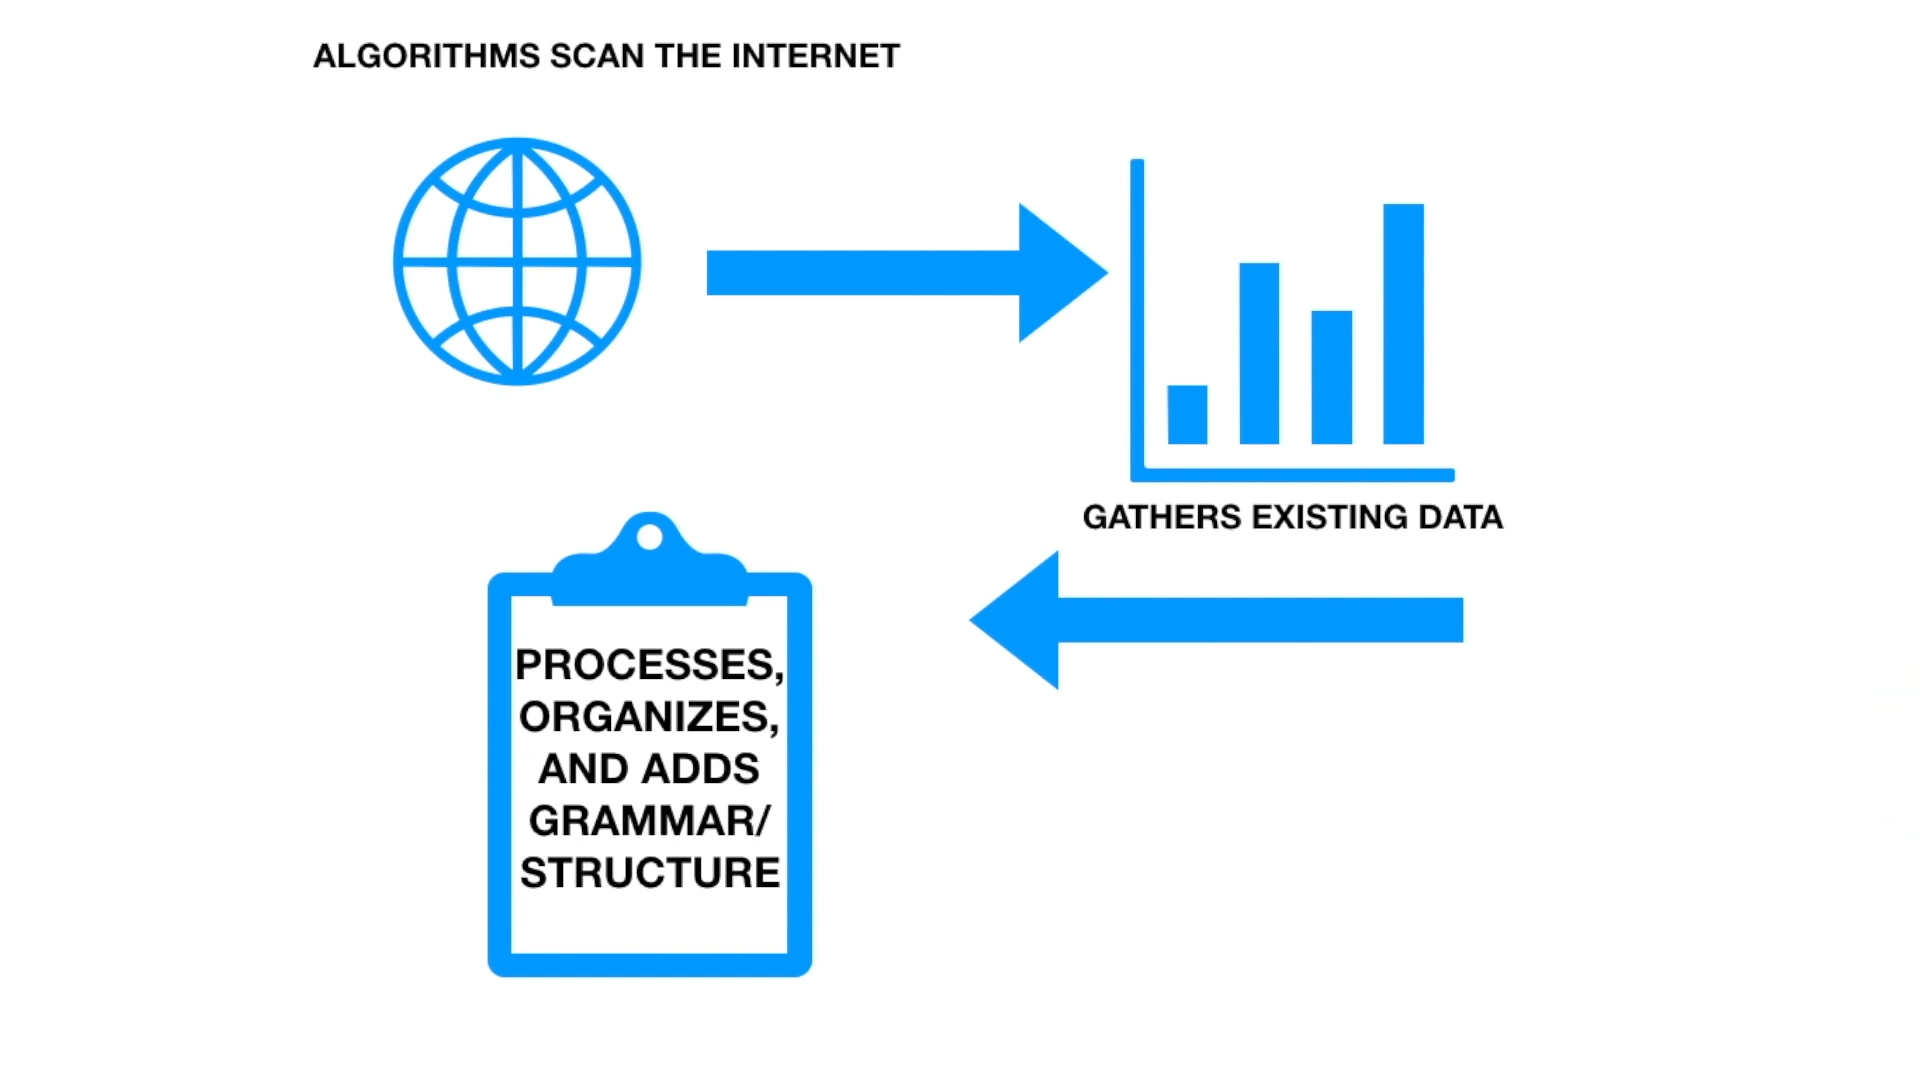 ALGORITHMS SCAN THE INTERNET
GATHERS EXISTING DATA
PROCESSES,
ORGANIZES,
AND ADDS
GRAMMAR/
STRUCTURE